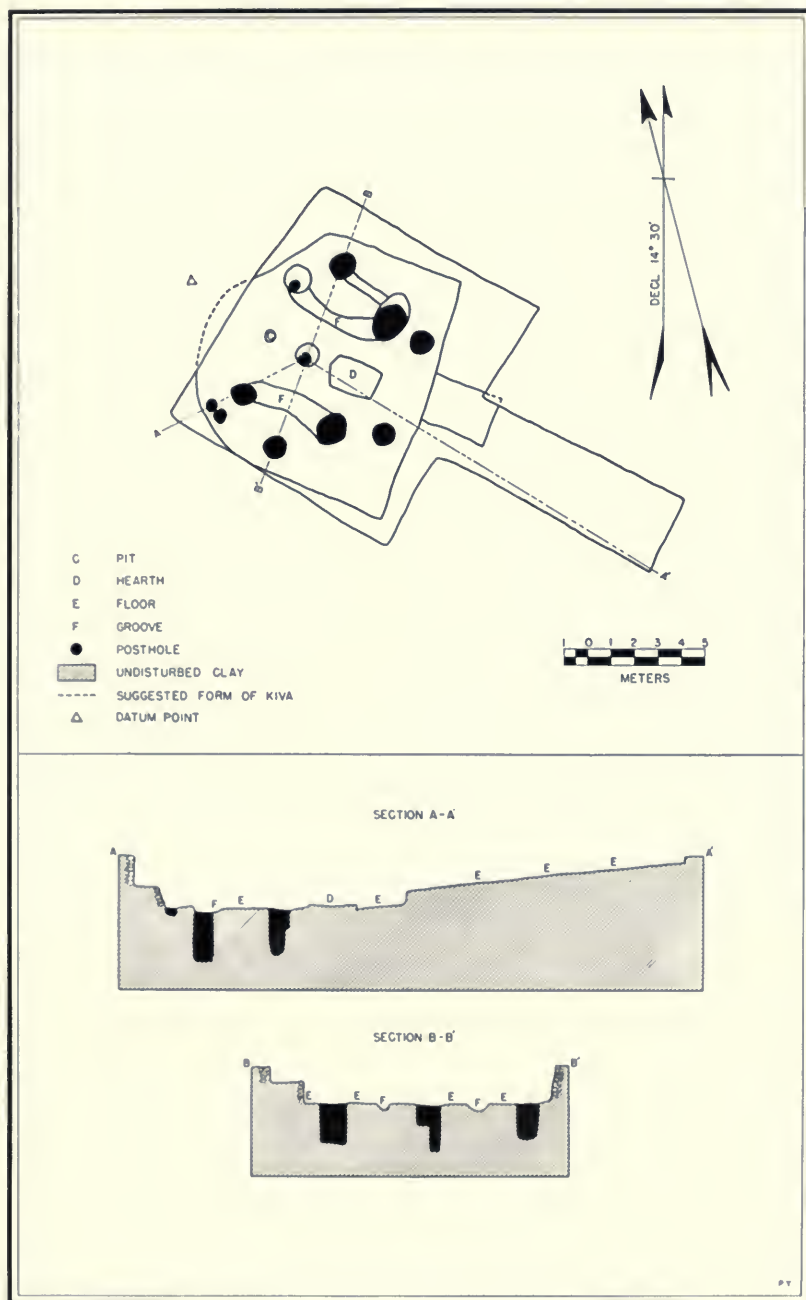 DECL 14° 30'
B
F
C
D
F
A
B'
A'
C PIT
D HEARTH
E FLOOR
F GROOVE
POSTHOLE
UNDISTURBED CLAY
SUGGESTED FORM OF KIVA
DATUM POINT
1 0 1 2 3 4 5
METERS
SECTION A-A'
A A'
E E E
F E D E
SECTION B-B'
B B'
E E F E F E
PT